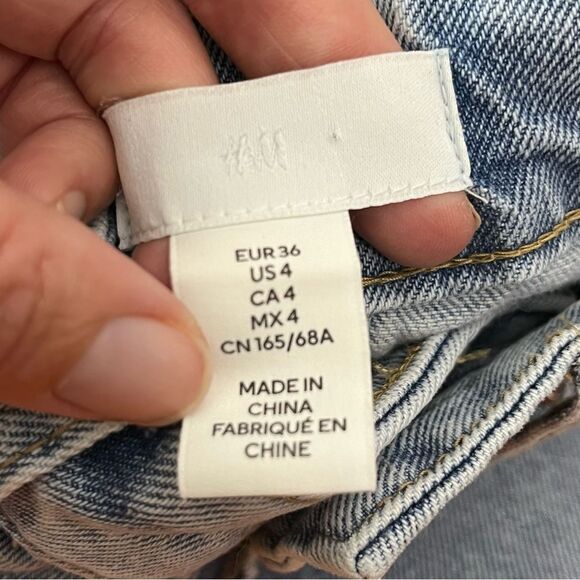 H&M
EUR 36
US 4
CA 4
MX 4
CN 165/68A
MADE IN
CHINA
FABRIQUÉ EN
CHINE